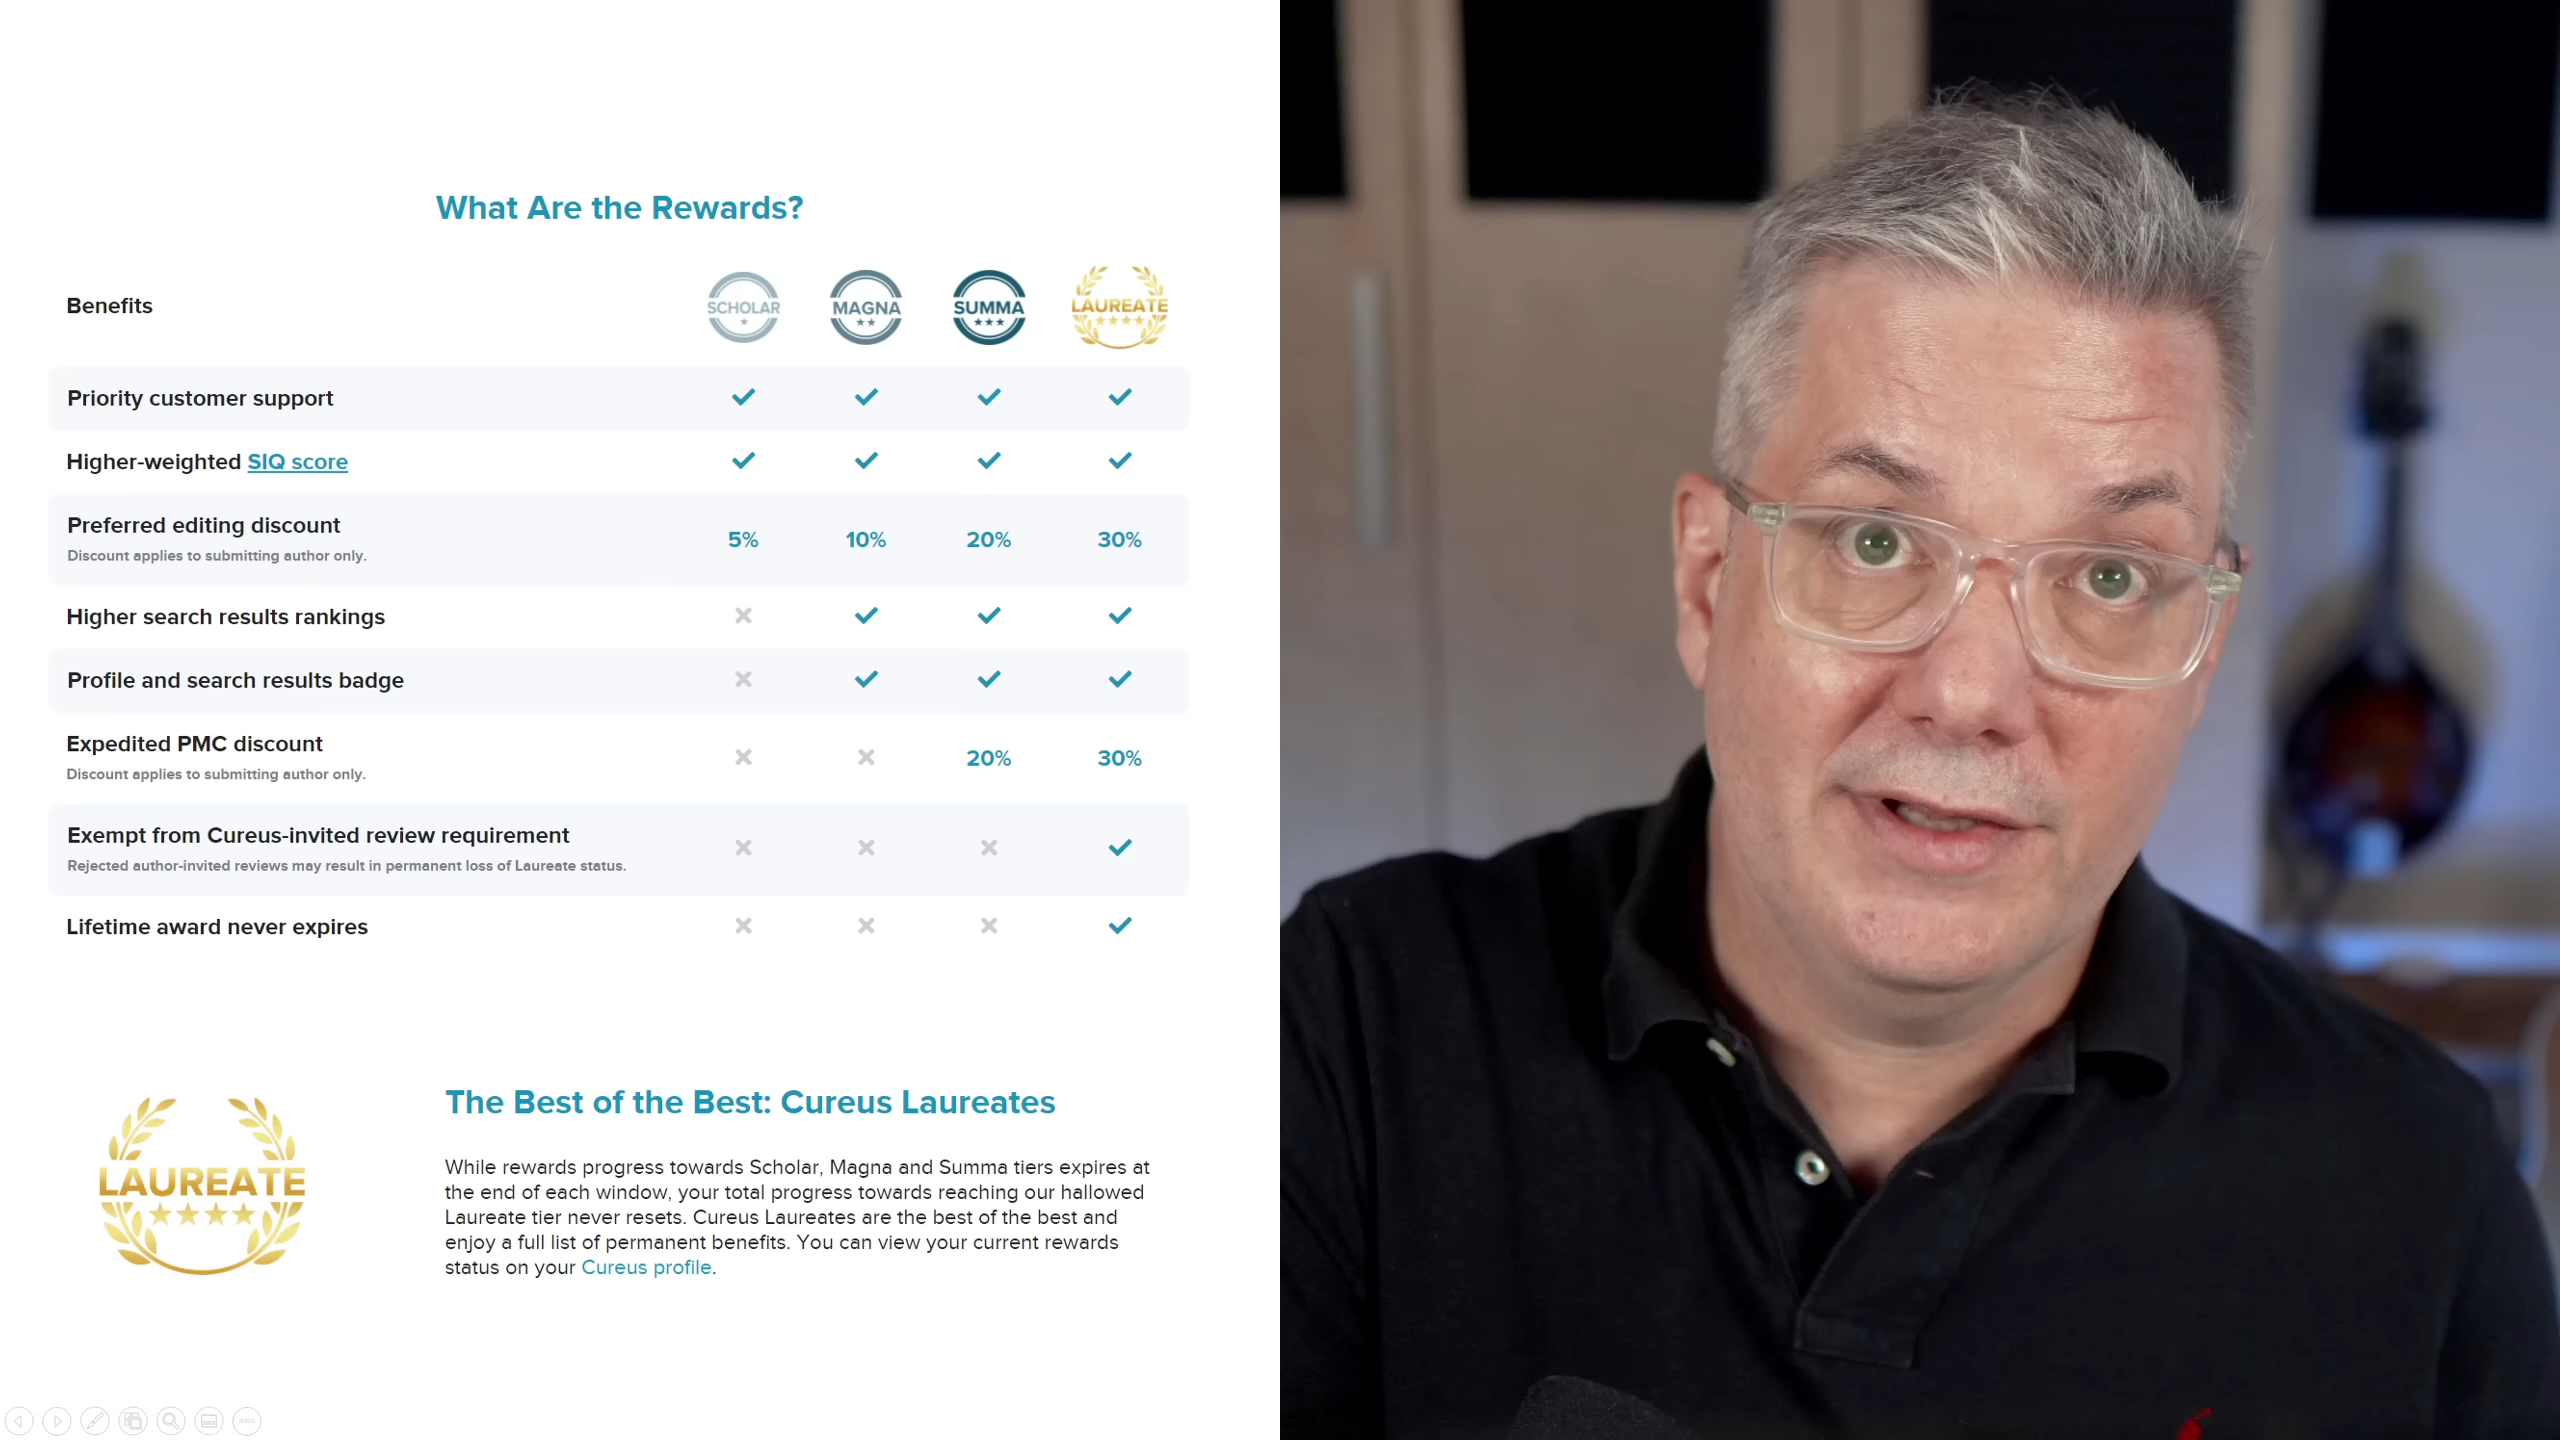 What Are the Rewards?
Benefits
SCHOLAR
MAGNA
SUMMA
LAUREATE
Priority customer support
Higher-weighted SIQ score
Preferred editing discount
5% 10% 20% 30%
Discount applies to submitting author only.
Higher search results rankings
Profile and search results badge
Expedited PMC discount
20% 30%
Discount applies to submitting author only.
Exempt from Cureus-invited review requirement
Rejected author-invited reviews may result in permanent loss of Laureate status.
Lifetime award never expires
LAUREATE
The Best of the Best: Cureus Laureates
While rewards progress towards Scholar, Magna and Summa tiers expires at
the end of each window, your total progress towards reaching our hallowed
Laureate tier never resets. Cureus Laureates are the best of the best and
enjoy a full list of permanent benefits. You can view your current rewards
status on your Cureus profile.